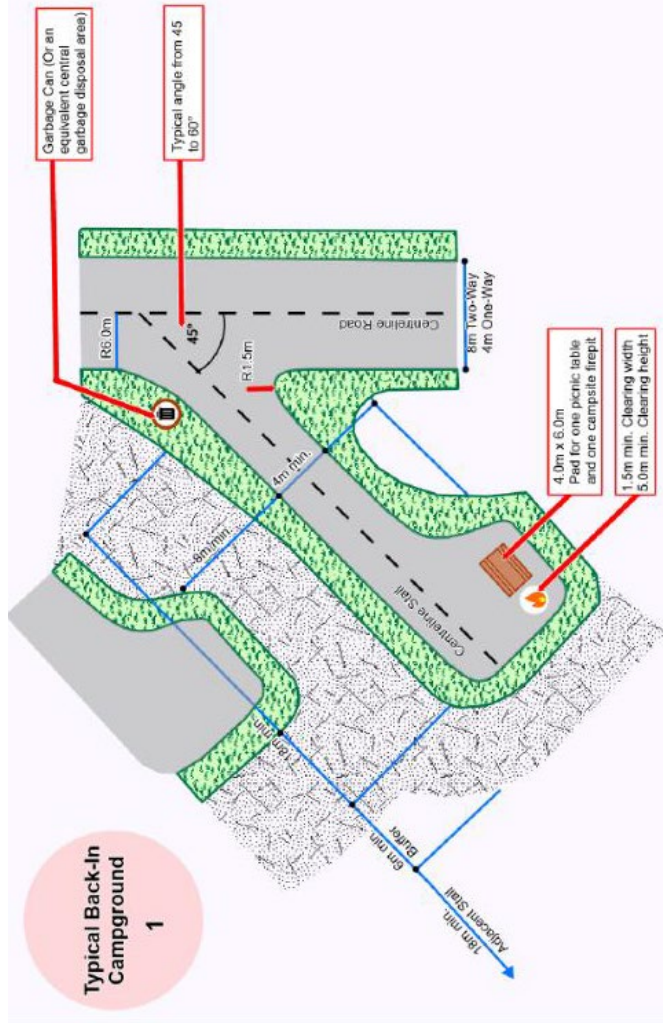 Typical Back-In
Campground
1
Garbage Can (Or an
equivalent central
garbage disposal area)
Typical angle from 45
to 60°
R6.0m
45°
R1.5m
Centreline Road
8m Two-Way
4m One-Way
4m min.
8m min.
Centreline Stall
18m min.
6m min.
Buffer
18m min.
Adjacent Stall
4.0m x 6.0m
Pad for one picnic table
and one campsite firepit
1.5m min. Clearing width
5.0m min. Clearing height